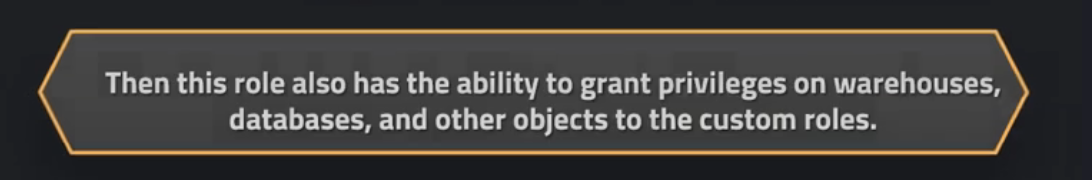 Then this role also has the ability to grant privileges on warehouses,
databases, and other objects to the custom roles.